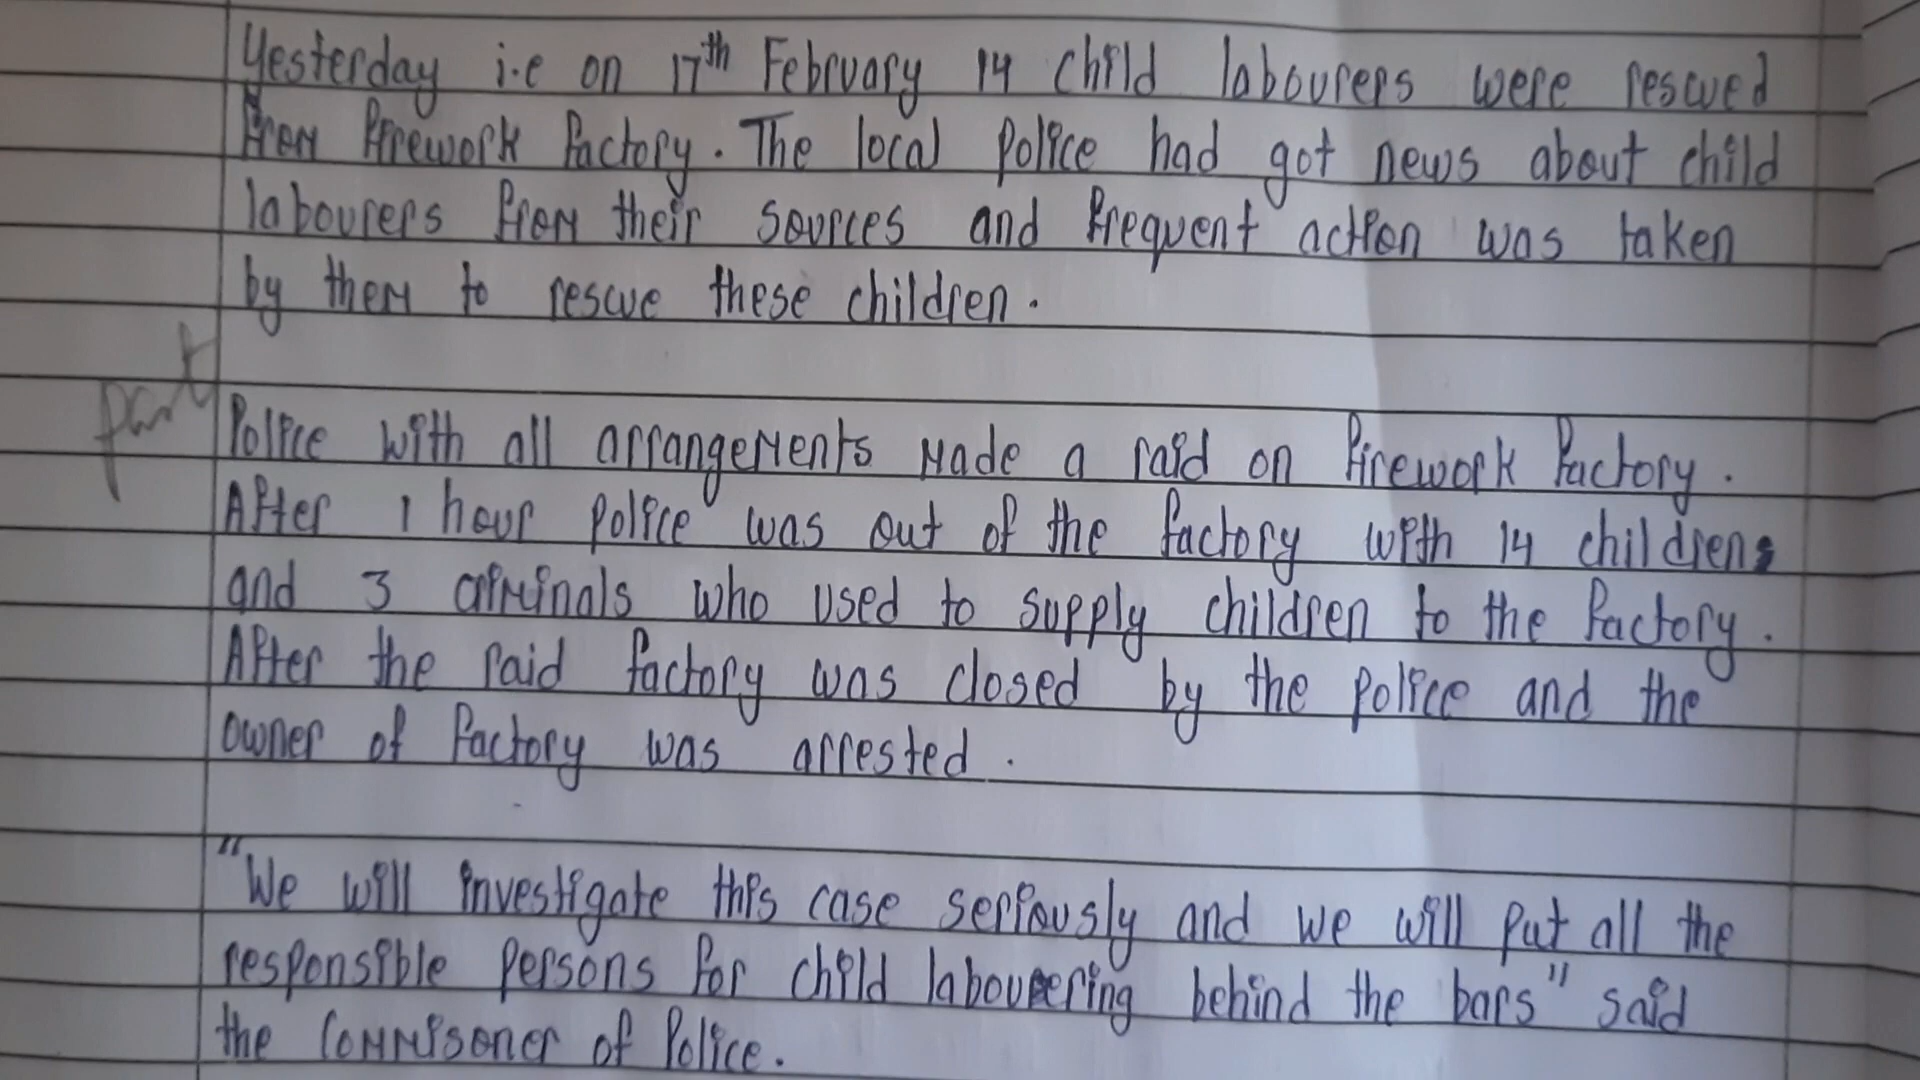 Yesterday i.e on 17th February 14 child labourers were rescued
from firework factory. The local police had got news about child
labourers from their sources and frequent action was taken
by them to rescue these children.
part
Police with all arrangements made a raid on firework factory.
After 1 hour police was out of the factory with 14 children,
and 3 criminals who used to supply children to the factory.
After the raid factory was closed by the police and the
owner of factory was arrested.
"We will investigate this case seriously and we will put all the
responsible persons for child labourering behind the bars" said
the Commisoner of Police.